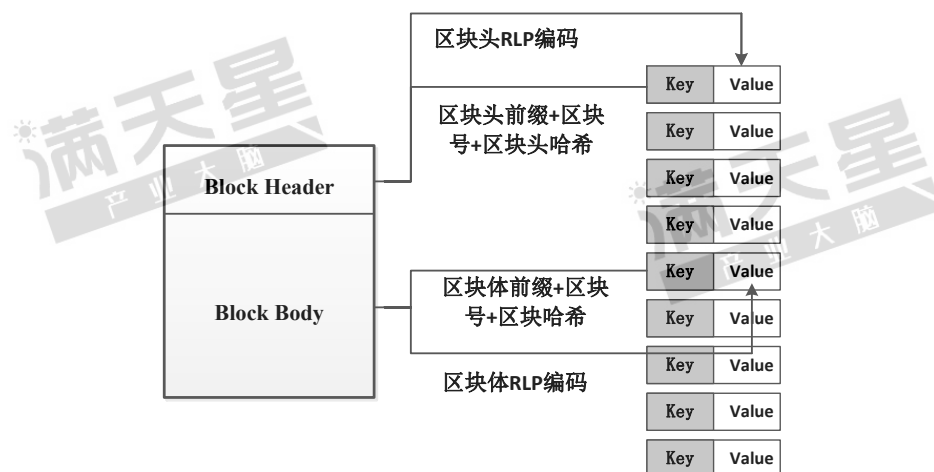 区块头RLP编码
Key Value
区块头前缀+区块
号+区块头哈希
Key Value
Block Header
Key Value
Key Value
Key Value
区块体前缀+区块
号+区块哈希
Block Body
Key Value
Key Value
区块体RLP编码
Key Value
Key Value
满天星
产业大脑
满天星
产业大脑